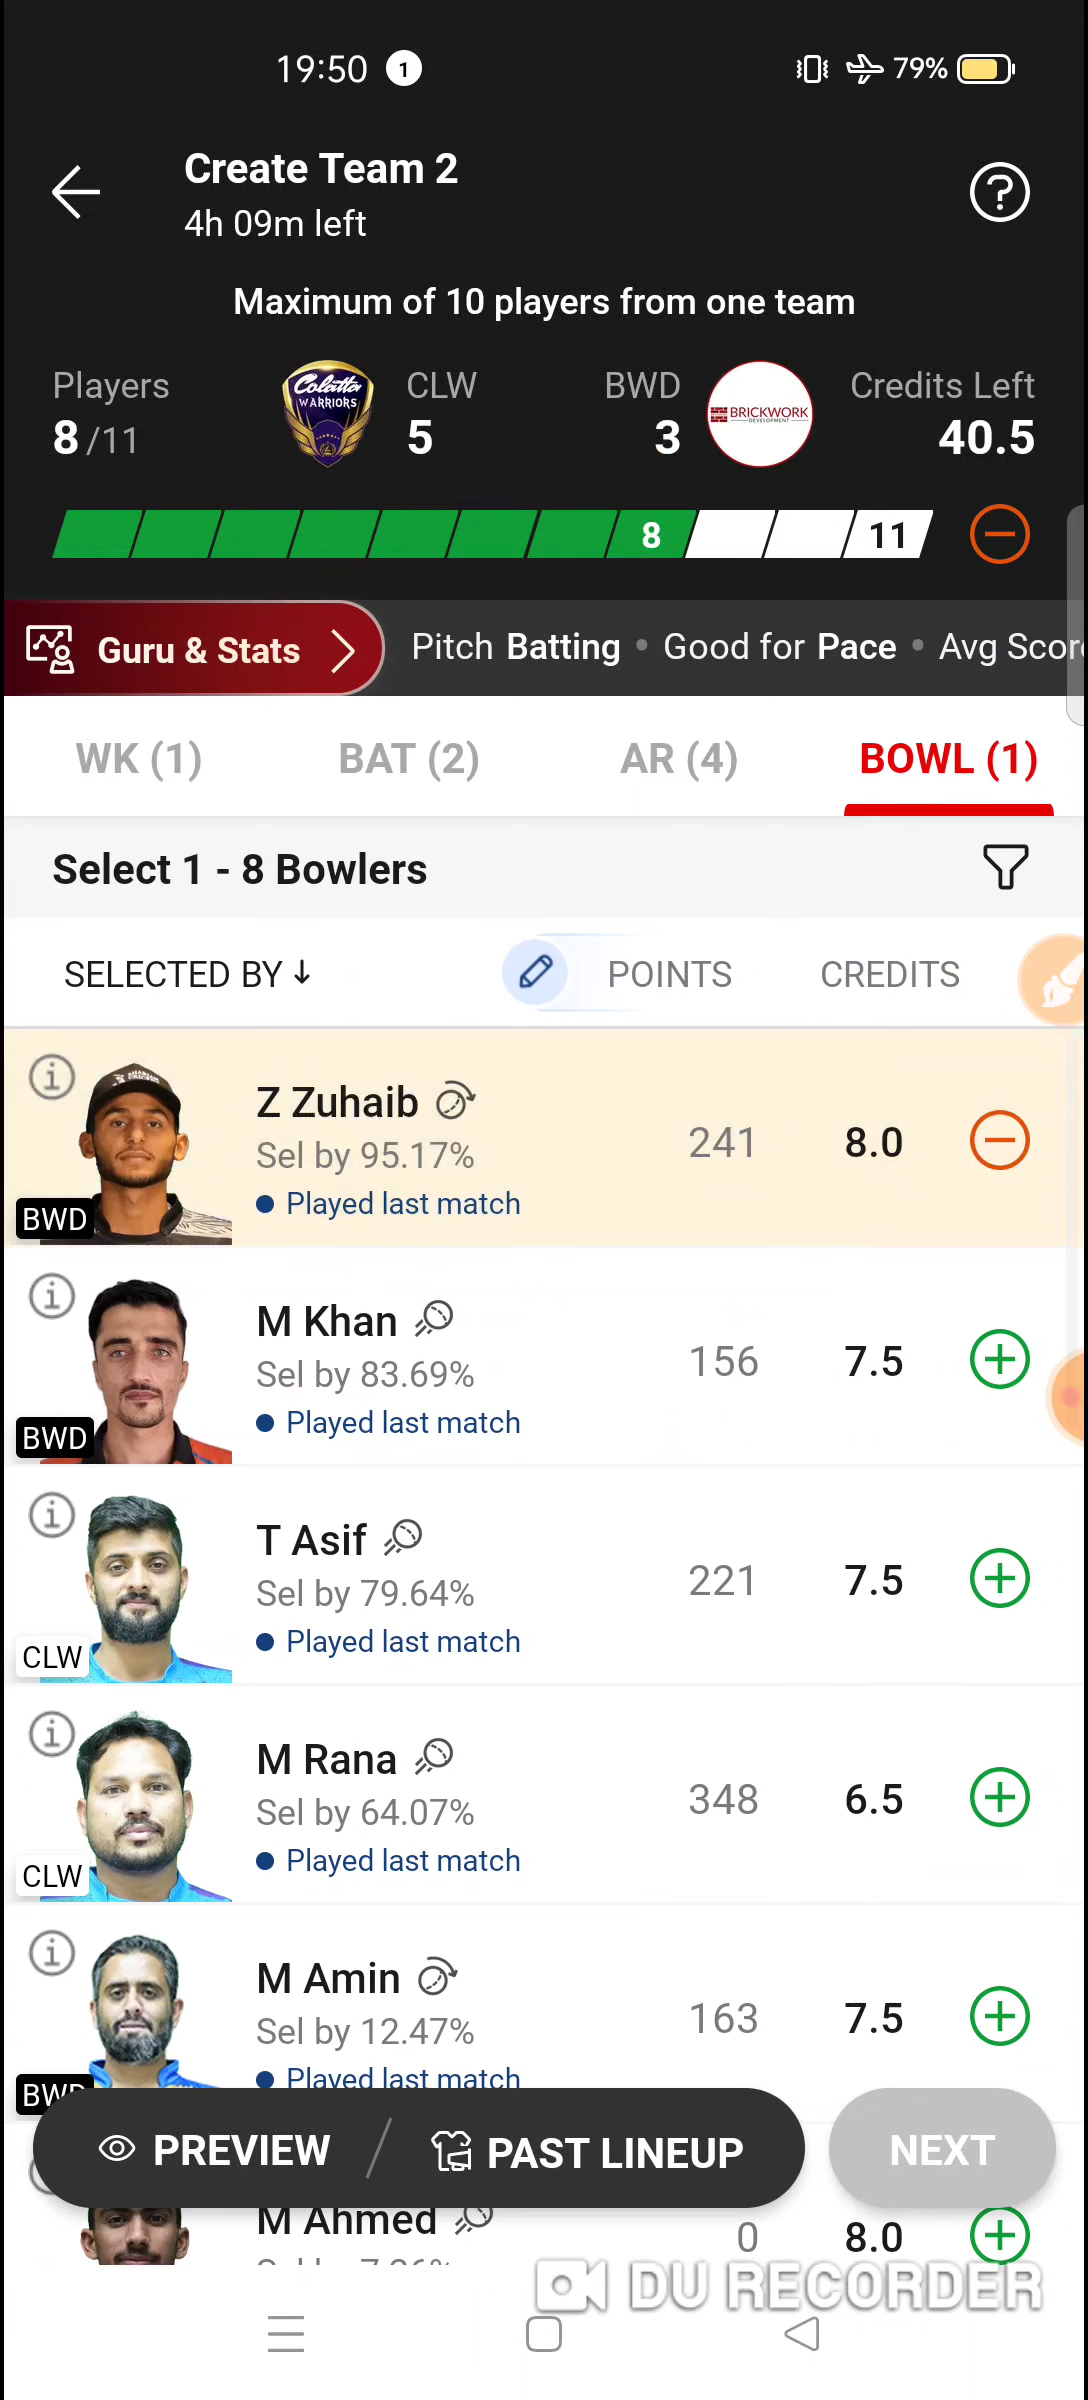 19:50 1 79%
Create Team 2
4h 09m left
Maximum of 10 players from one team
Players CLW BWD Credits Left
8/11 5 3 40.5
Colatta
WARRIORS
BRICKWORK
DEVELOPMENT
8 11
Guru & Stats Pitch Batting • Good for Pace • Avg Scor
WK (1) BAT (2) AR (4) BOWL (1)
Select 1 - 8 Bowlers
SELECTED BY ↓ POINTS CREDITS
Z Zuhaib
Sel by 95.17% 241 8.0
Played last match
BWD
M Khan
Sel by 83.69% 156 7.5
Played last match
BWD
T Asif
Sel by 79.64% 221 7.5
Played last match
CLW
M Rana
Sel by 64.07% 348 6.5
Played last match
CLW
M Amin
Sel by 12.47% 163 7.5
Played last match
BWD
PREVIEW / PAST LINEUP NEXT
M Ahmed 0 8.0
DU RECORDER